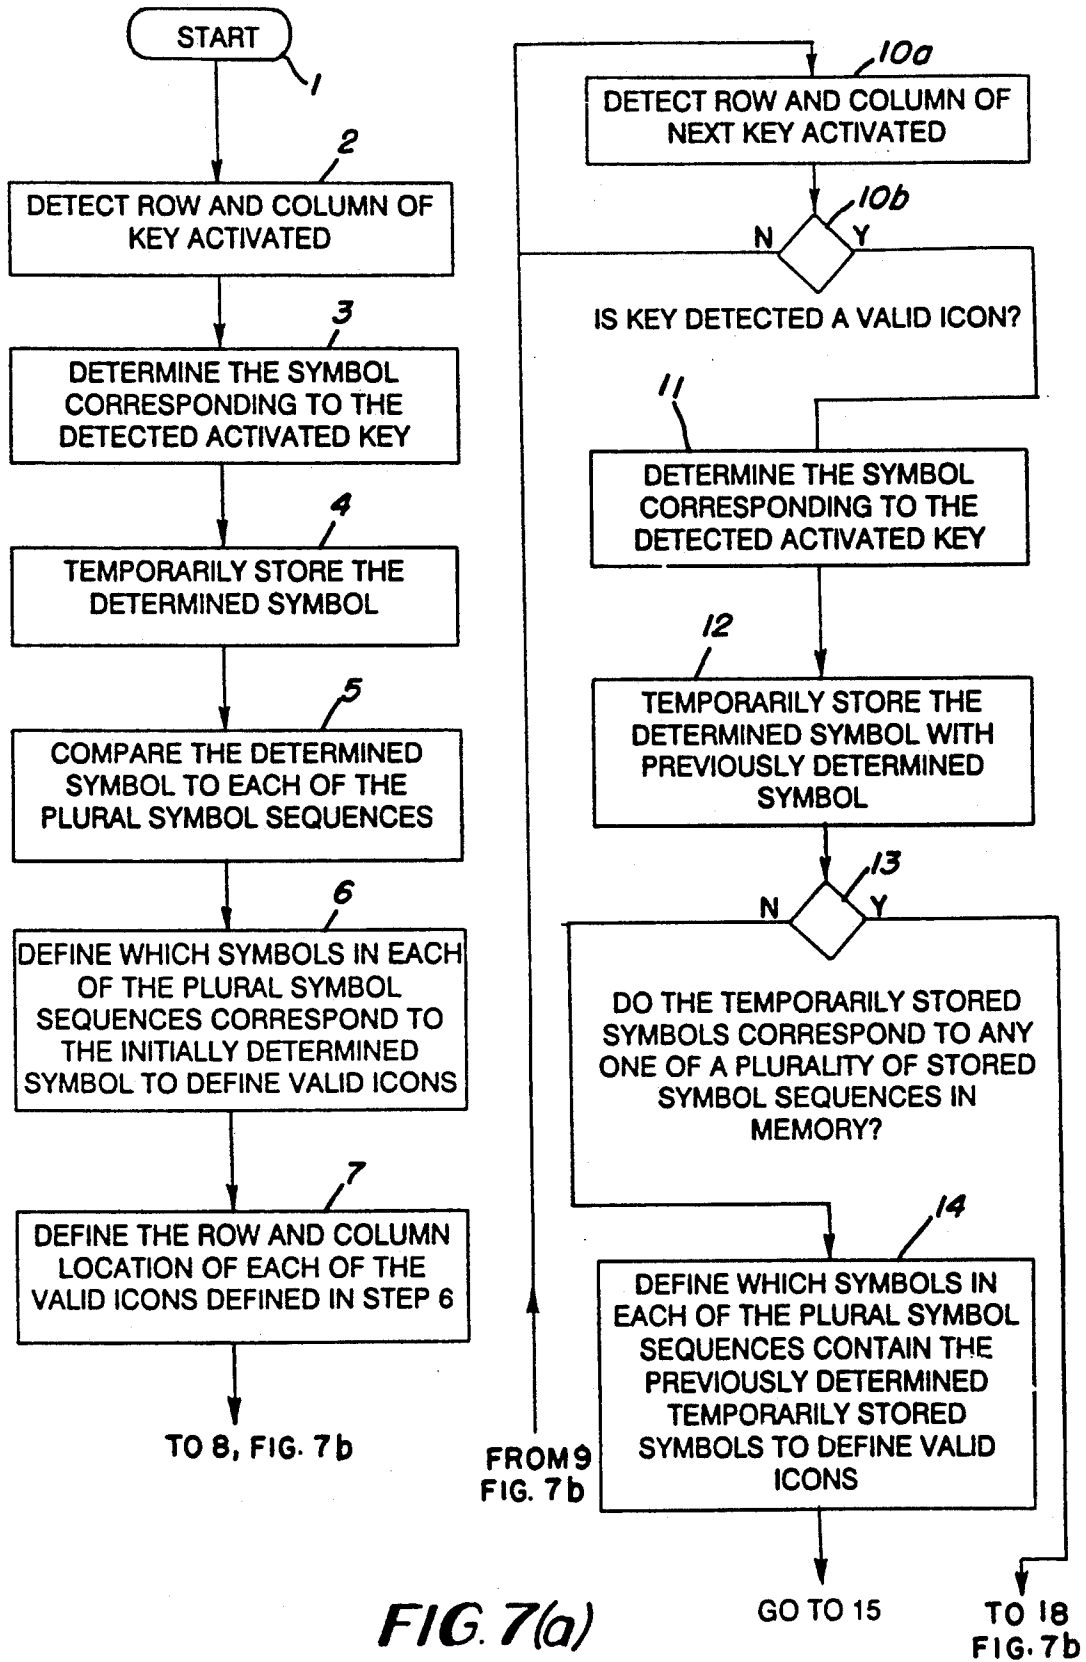 START
1
2
DETECT ROW AND COLUMN OF
KEY ACTIVATED
3
DETERMINE THE SYMBOL
CORRESPONDING TO THE
DETECTED ACTIVATED KEY
4
TEMPORARILY STORE THE
DETERMINED SYMBOL
5
COMPARE THE DETERMINED
SYMBOL TO EACH OF THE
PLURAL SYMBOL SEQUENCES
6
DEFINE WHICH SYMBOLS IN EACH
OF THE PLURAL SYMBOL
SEQUENCES CORRESPOND TO
THE INITIALLY DETERMINED
SYMBOL TO DEFINE VALID ICONS
7
DEFINE THE ROW AND COLUMN
LOCATION OF EACH OF THE
VALID ICONS DEFINED IN STEP 6
TO 8, FIG. 7b
10a
DETECT ROW AND COLUMN OF
NEXT KEY ACTIVATED
10b
N
Y
IS KEY DETECTED A VALID ICON?
11
DETERMINE THE SYMBOL
CORRESPONDING TO THE
DETECTED ACTIVATED KEY
12
TEMPORARILY STORE THE
DETERMINED SYMBOL WITH
PREVIOUSLY DETERMINED
SYMBOL
13
N
Y
DO THE TEMPORARILY STORED
SYMBOLS CORRESPOND TO ANY
ONE OF A PLURALITY OF STORED
SYMBOL SEQUENCES IN
MEMORY?
14
DEFINE WHICH SYMBOLS IN
EACH OF THE PLURAL SYMBOL
SEQUENCES CONTAIN THE
PREVIOUSLY DETERMINED
TEMPORARILY STORED
SYMBOLS TO DEFINE VALID
ICONS
FROM 9
FIG. 7b
GO TO 15
TO 18
FIG. 7b
FIG. 7(a)